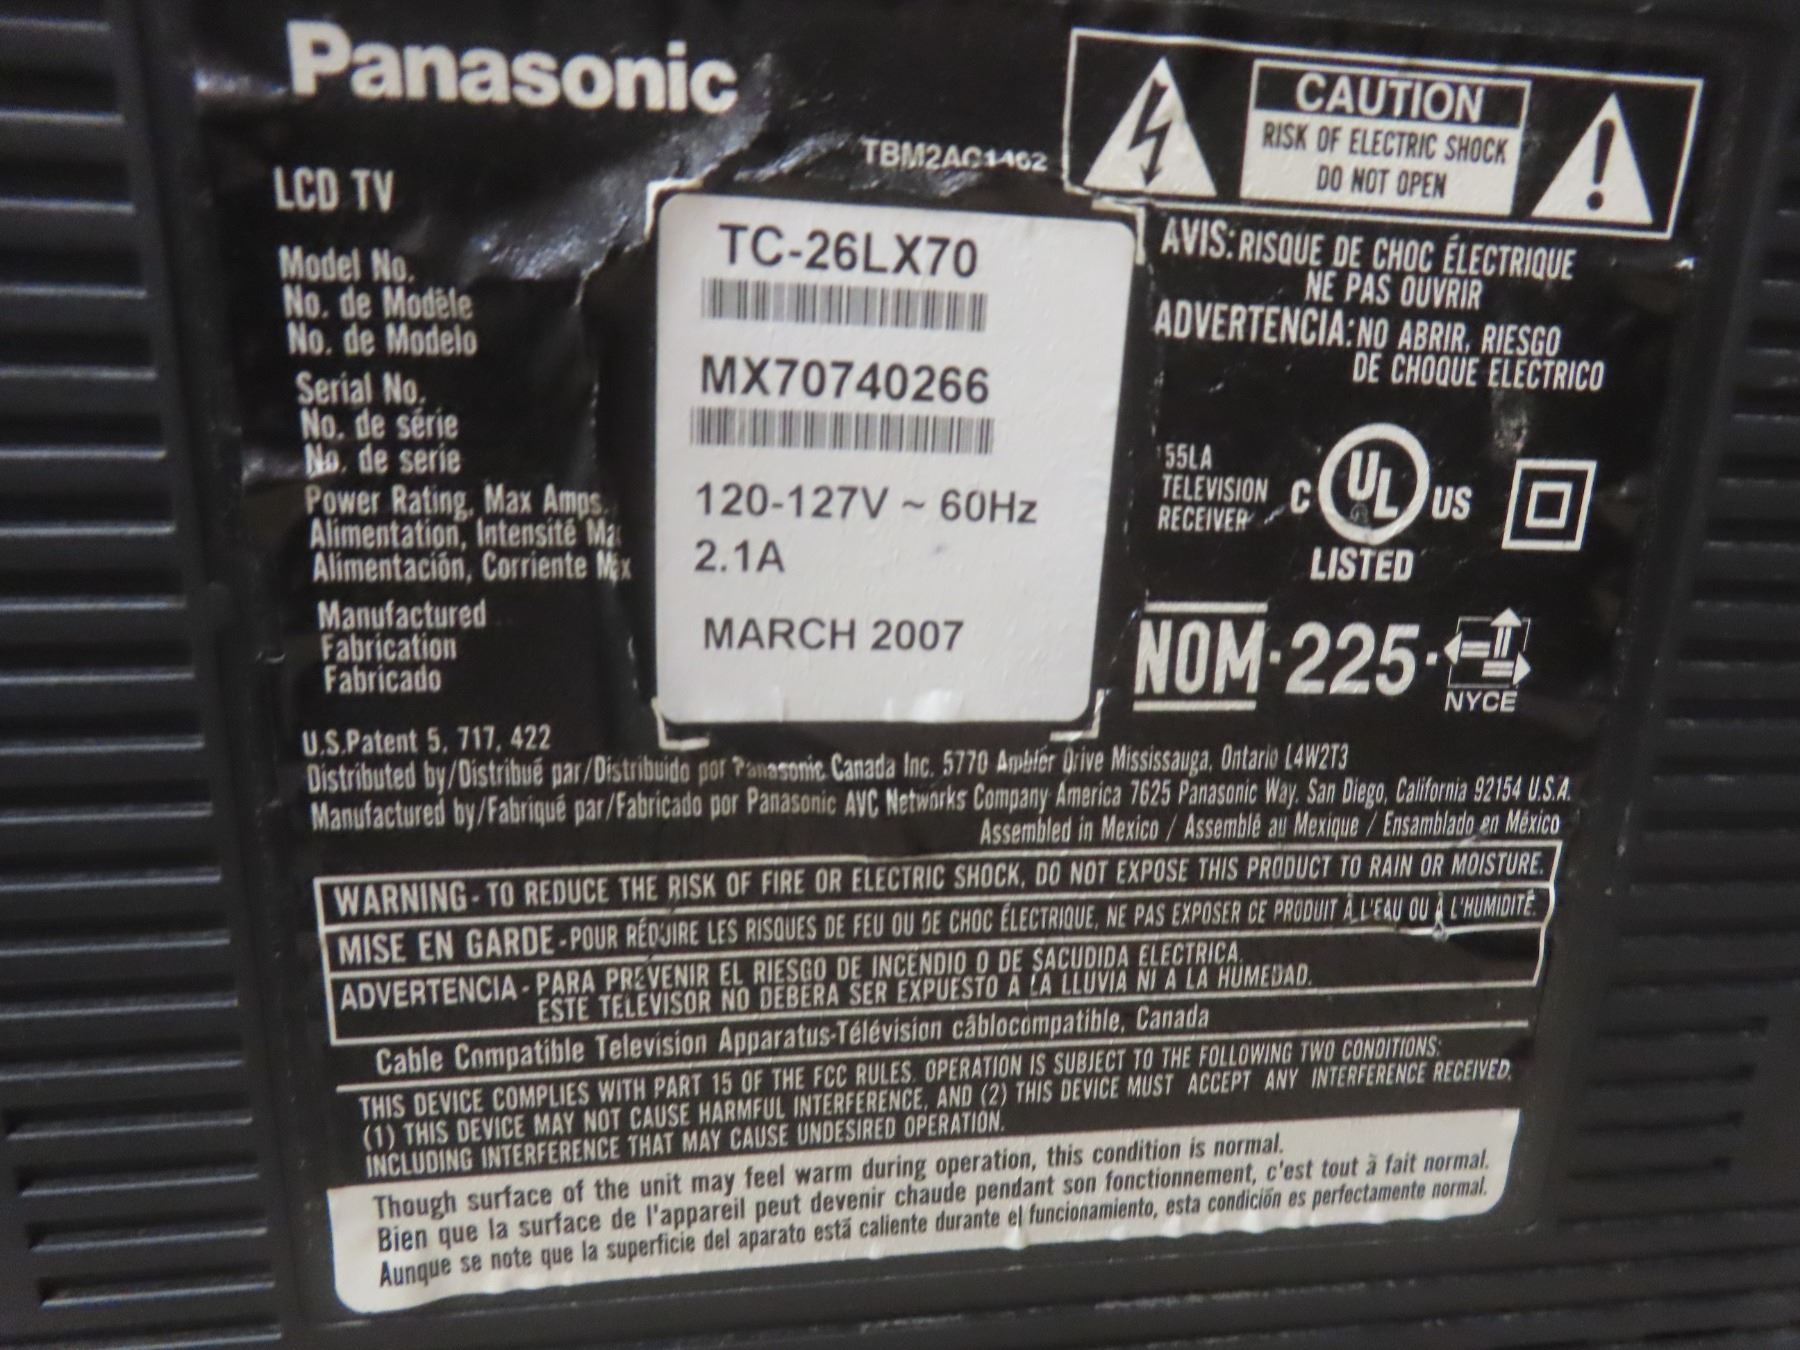 Panasonic
TBM2AC1462
LCD TV
Model No.
No. de Modèle
No. de Modelo
Serial No.
No. de série
No. de serie
Power Rating, Max Amps.
Alimentation, Intensité Max
Alimentación, Corriente Max
Manufactured
Fabrication
Fabricado
TC-26LX70
MX70740266
120-127V ~ 60Hz
2.1A
MARCH 2007
CAUTION
RISK OF ELECTRIC SHOCK
DO NOT OPEN
AVIS: RISQUE DE CHOC ÉLECTRIQUE
NE PAS OUVRIR
ADVERTENCIA: NO ABRIR, RIESGO
DE CHOQUE ELECTRICO
55LA
TELEVISION
RECEIVER
C UL US
LISTED
NOM-225-
NYCE
U.S.Patent 5, 717, 422
Distributed by/Distribué par/Distribuido por Panasonic Canada Inc. 5770 Ambler Drive Mississauga, Ontario L4W2T3
Manufactured by/Fabriqué par/Fabricado por Panasonic AVC Networks Company America 7625 Panasonic Way. San Diego, California 92154 U.S.A.
Assembled in Mexico / Assemblé au Mexique / Ensamblado en México
WARNING - TO REDUCE THE RISK OF FIRE OR ELECTRIC SHOCK, DO NOT EXPOSE THIS PRODUCT TO RAIN OR MOISTURE.
MISE EN GARDE - POUR RÉDUIRE LES RISQUES DE FEU OU DE CHOC ÉLECTRIQUE, NE PAS EXPOSER CE PRODUIT À L'EAU OU À L'HUMIDITÉ.
ADVERTENCIA - PARA PREVENIR EL RIESGO DE INCENDIO O DE SACUDIDA ELECTRICA.
ESTE TELEVISOR NO DEBERA SER EXPUESTO A LA LLUVIA NI A LA HUMEDAD.
Cable Compatible Television Apparatus-Télévision câblocompatible, Canada
THIS DEVICE COMPLIES WITH PART 15 OF THE FCC RULES. OPERATION IS SUBJECT TO THE FOLLOWING TWO CONDITIONS:
(1) THIS DEVICE MAY NOT CAUSE HARMFUL INTERFERENCE, AND (2) THIS DEVICE MUST ACCEPT ANY INTERFERENCE RECEIVED,
INCLUDING INTERFERENCE THAT MAY CAUSE UNDESIRED OPERATION.
Though surface of the unit may feel warm during operation, this condition is normal.
Bien que la surface de l'appareil peut devenir chaude pendant son fonctionnement, c'est tout à fait normal.
Aunque se note que la superficie del aparato está caliente durante el funcionamiento, esta condición es perfectamente normal.